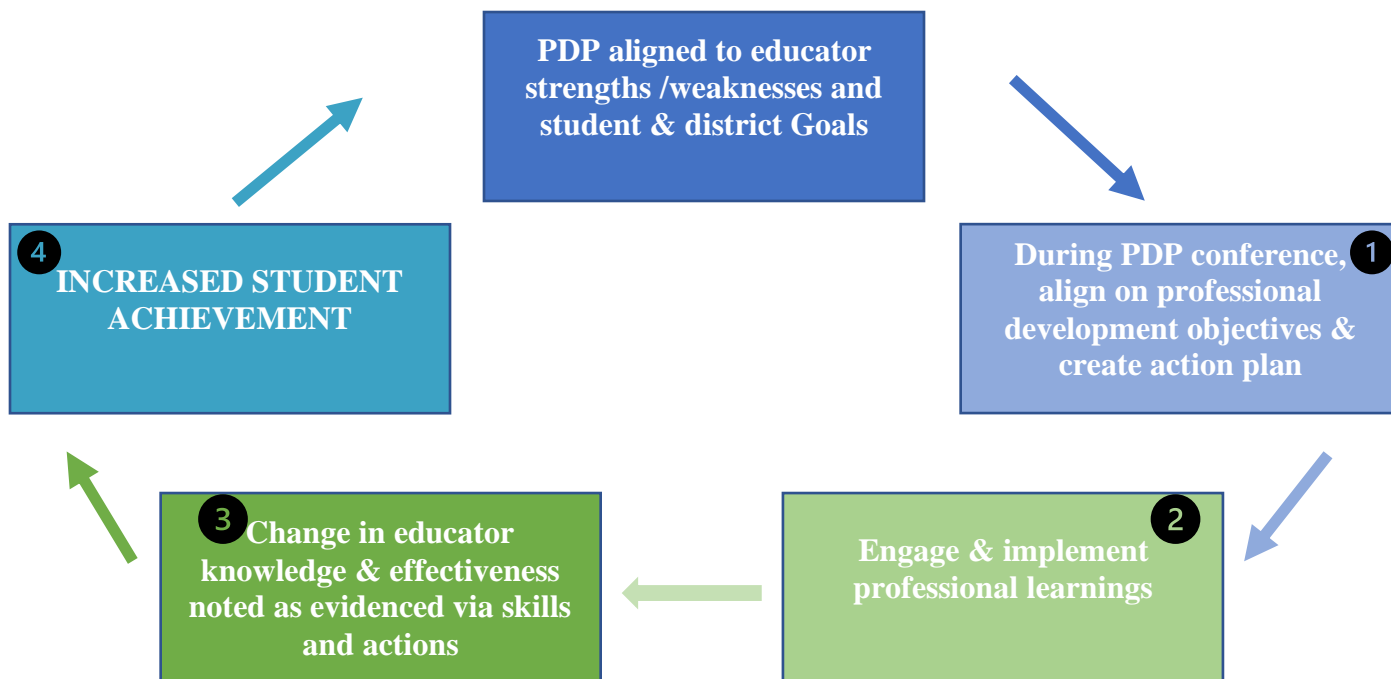 PDP aligned to educator
strengths /weaknesses and
student & district Goals
1
During PDP conference,
align on professional
development objectives &
create action plan
2
Engage & implement
professional learnings
3
Change in educator
knowledge & effectiveness
noted as evidenced via skills
and actions
4
INCREASED STUDENT
ACHIEVEMENT